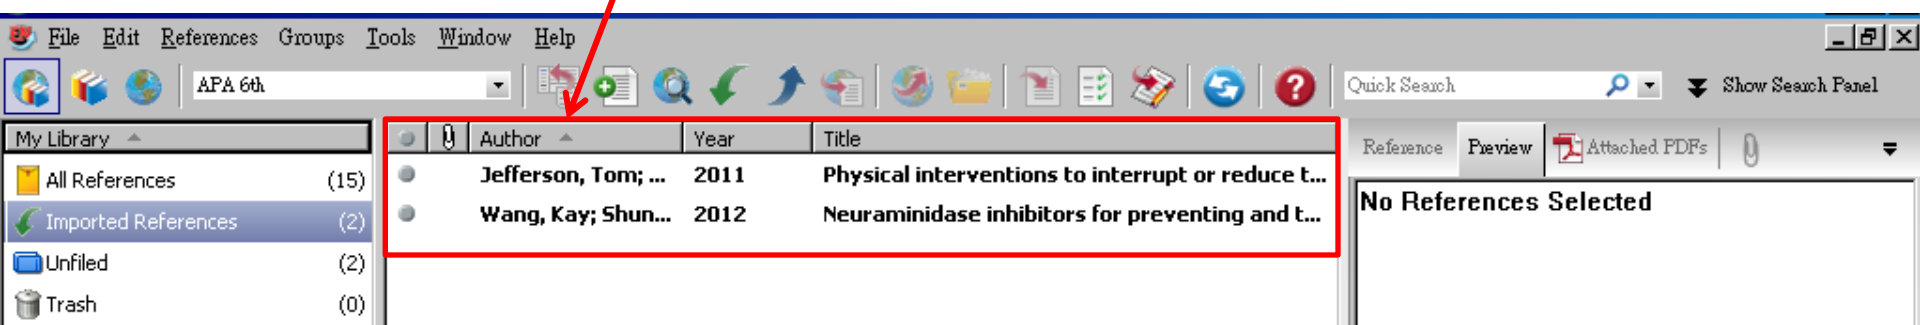 File Edit References Groups Tools Window Help
APA 6th
Quick Search
Show Search Panel
My Library
All References (15)
Imported References (2)
Unfiled (2)
Trash (0)
Author Year Title
Jefferson, Tom; ... 2011 Physical interventions to interrupt or reduce t...
Wang, Kay; Shun... 2012 Neuraminidase inhibitors for preventing and t...
Reference Preview Attached PDFs
No References Selected